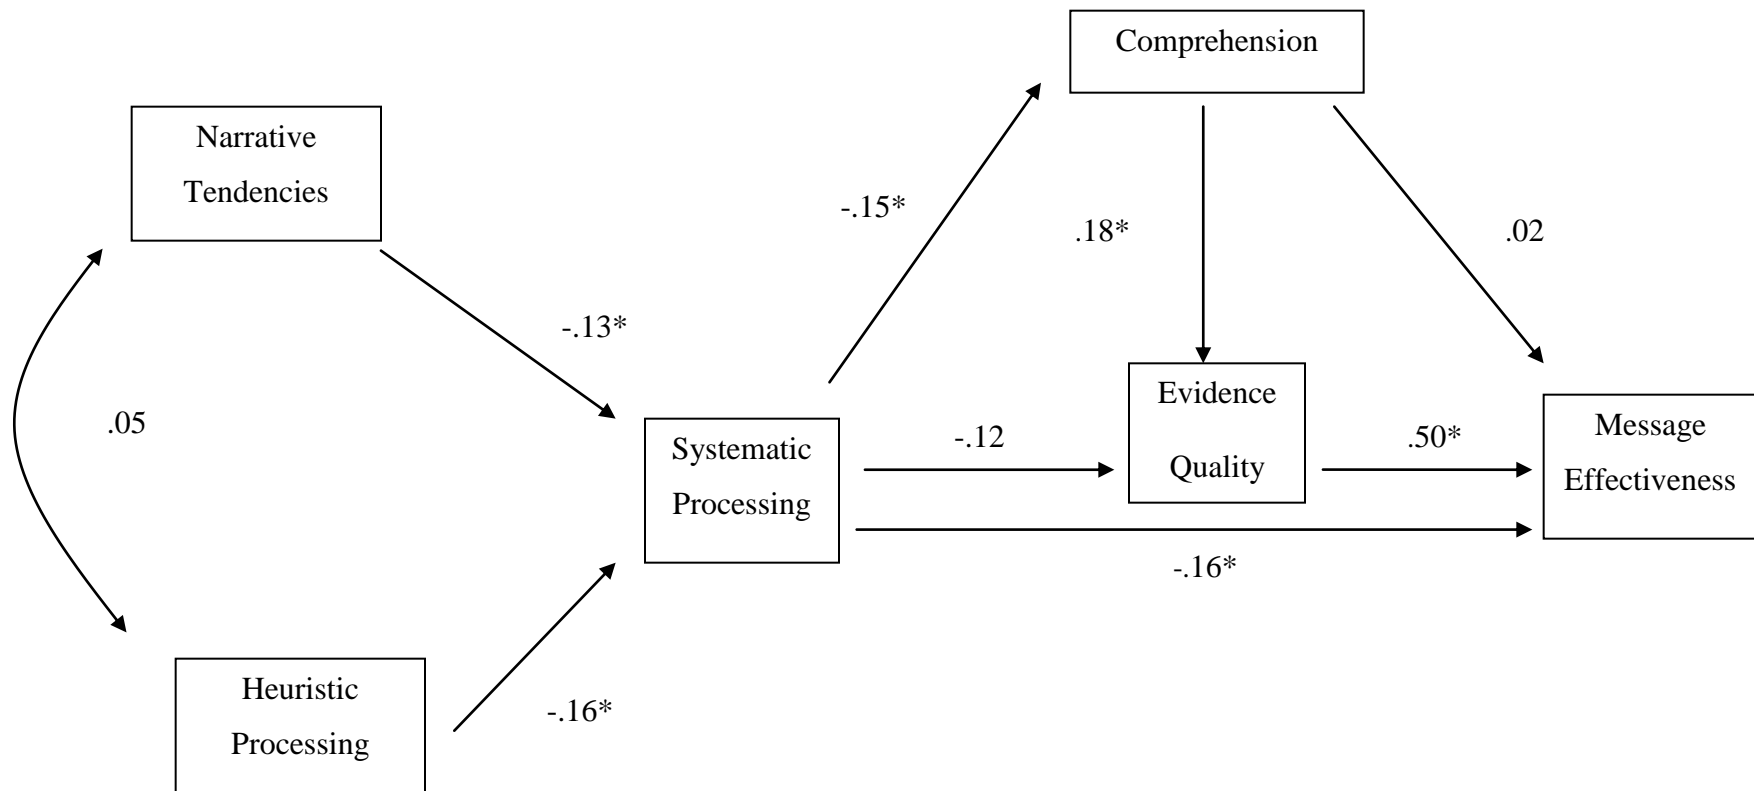 Comprehension
Narrative
Tendencies
-.15*
.18*
.02
-.13*
.05
Systematic
Processing
-.12
Evidence
Quality
.50*
Message
Effectiveness
-.16*
Heuristic
Processing
-.16*